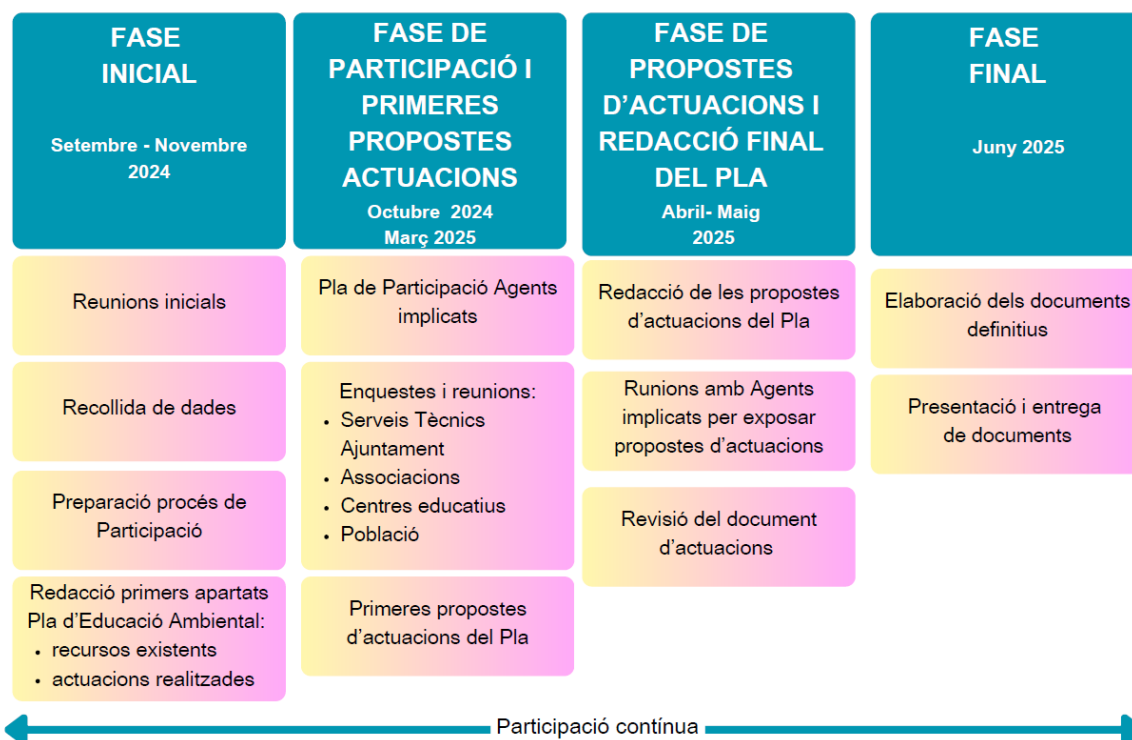 FASE
INICIAL
Setembre - Novembre
2024
Reunions inicials
Recollida de dades
Preparació procés de
Participació
Redacció primers apartats
Pla d'Educació Ambiental:
• recursos existents
• actuacions realitzades
FASE DE
PARTICIPACIÓ I
PRIMERES
PROPOSTES
ACTUACIONS
Octubre 2024
Març 2025
Pla de Participació Agents
implicats
Enquestes i reunions:
• Serveis Tècnics
Ajuntament
• Associacions
• Centres educatius
• Població
Primeres propostes
d'actuacions del Pla
FASE DE
PROPOSTES
D'ACTUACIONS I
REDACCIÓ FINAL
DEL PLA
Abril- Maig
2025
Redacció de les propostes
d'actuacions del Pla
Runions amb Agents
implicats per exposar
propostes d'actuacions
Revisió del document
d'actuacions
FASE
FINAL
Juny 2025
Elaboració dels documents
definitius
Presentació i entrega
de documents
Participació contínua